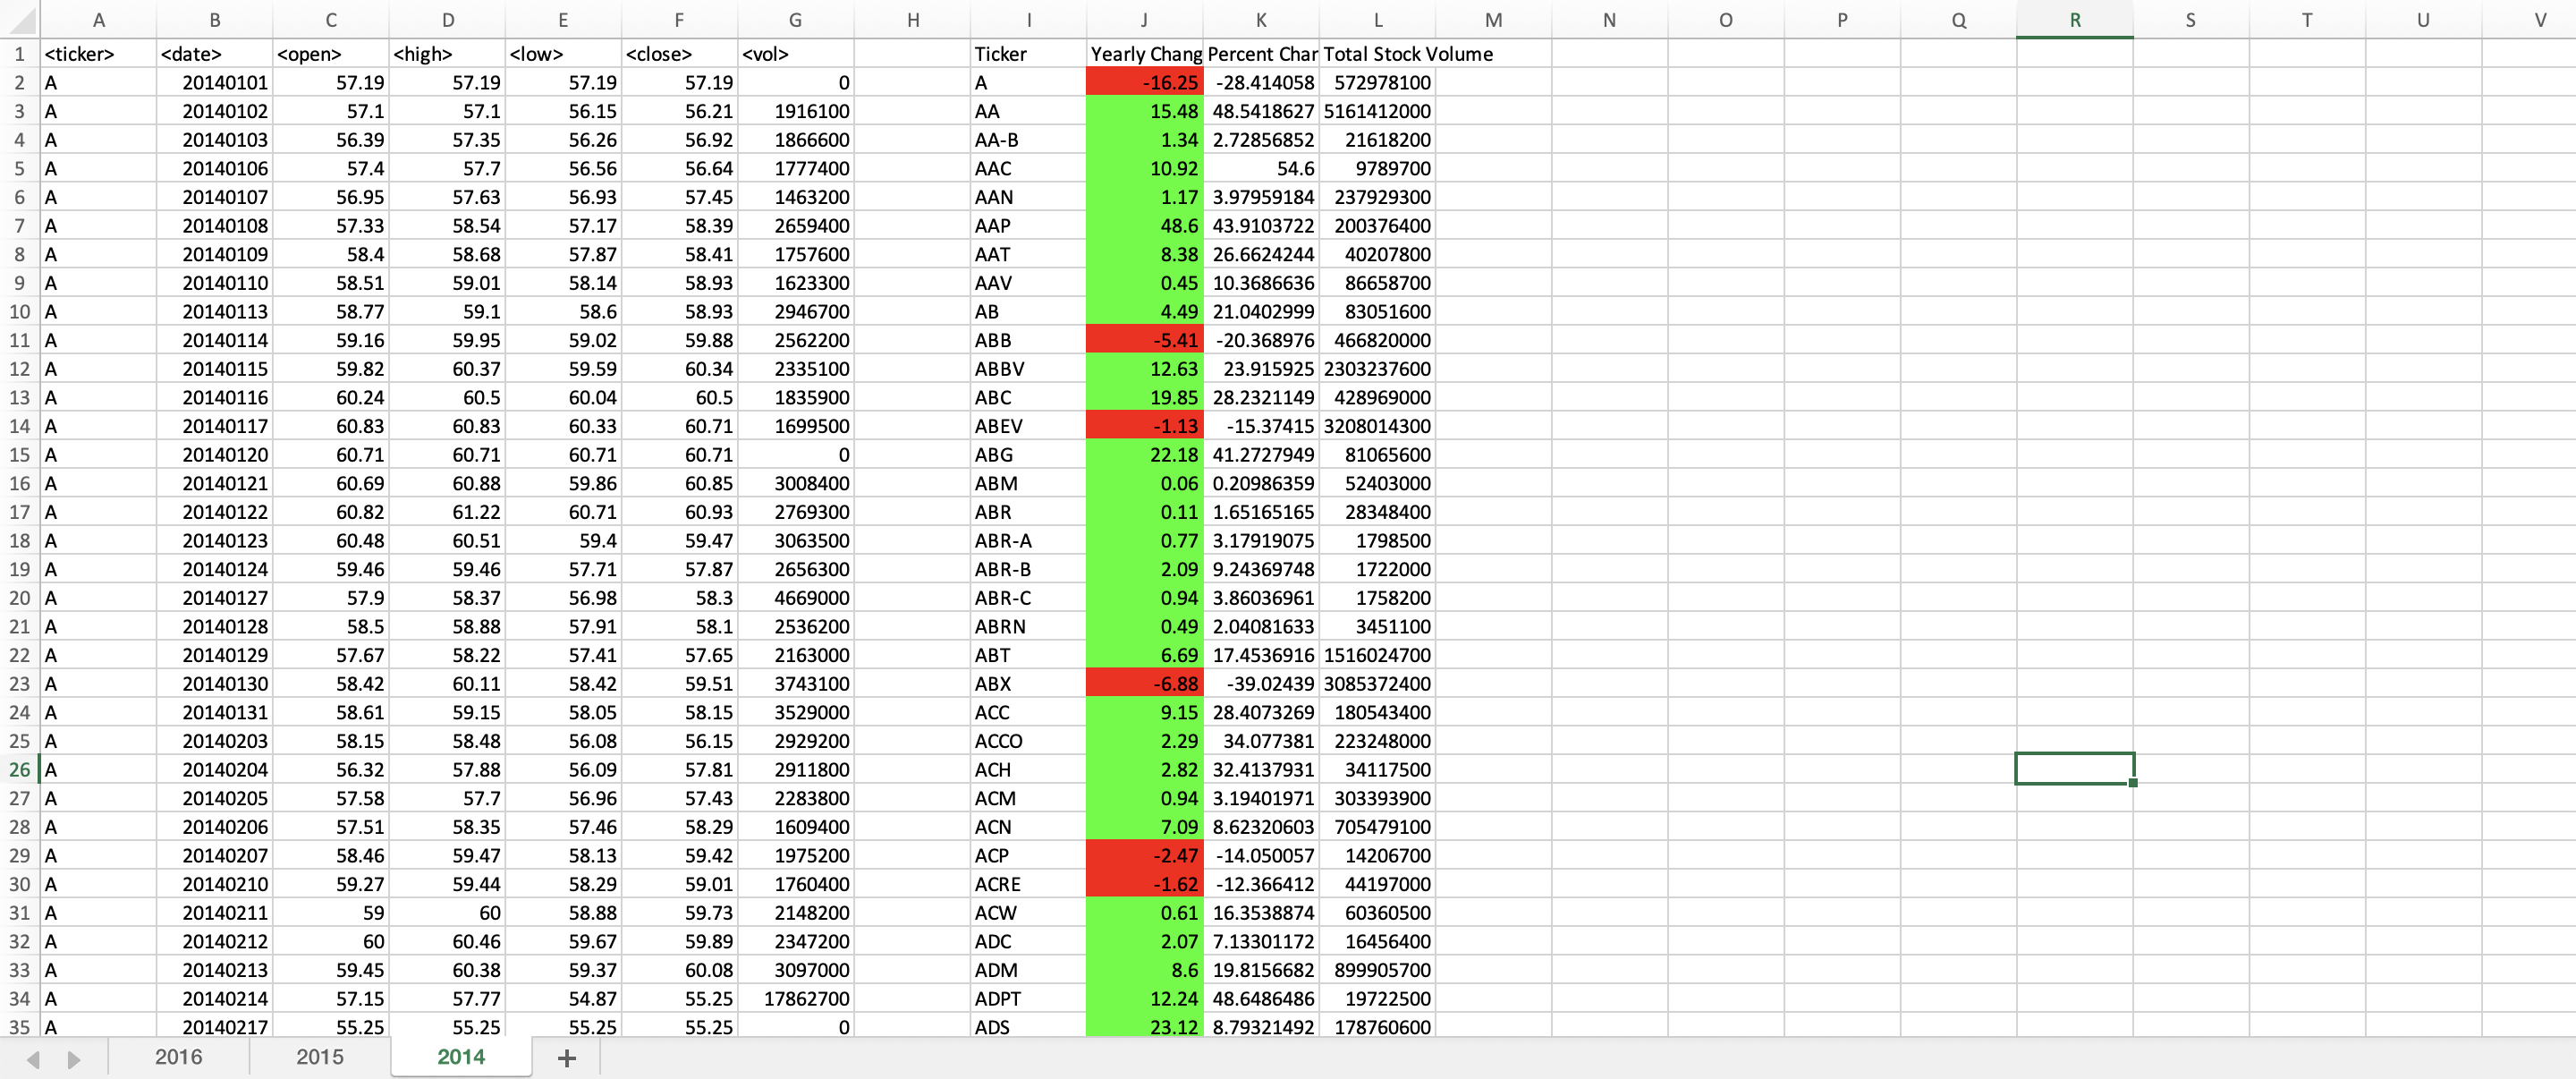 A B C D E F G H I J K L M N O P Q R S T U V
1 <ticker> <date> <open> <high> <low> <close> <vol> Ticker Yearly Chang Percent Char Total Stock Volume
2 A 20140101 57.19 57.19 57.19 57.19 0 A -16.25 -28.414058 572978100
3 A 20140102 57.1 57.1 56.15 56.21 1916100 AA 15.48 48.5418627 5161412000
4 A 20140103 56.39 57.35 56.26 56.92 1866600 AA-B 1.34 2.72856852 21618200
5 A 20140106 57.4 57.7 56.56 56.64 1777400 AAC 10.92 54.6 9789700
6 A 20140107 56.95 57.63 56.93 57.45 1463200 AAN 1.17 3.97959184 237929300
7 A 20140108 57.33 58.54 57.17 58.39 2659400 AAP 48.6 43.9103722 200376400
8 A 20140109 58.4 58.68 57.87 58.41 1757600 AAT 8.38 26.6624244 40207800
9 A 20140110 58.51 59.01 58.14 58.93 1623300 AAV 0.45 10.3686636 86658700
10 A 20140113 58.77 59.1 58.6 58.93 2946700 AB 4.49 21.0402999 83051600
11 A 20140114 59.16 59.95 59.02 59.88 2562200 ABB -5.41 -20.368976 466820000
12 A 20140115 59.82 60.37 59.59 60.34 2335100 ABBV 12.63 23.915925 2303237600
13 A 20140116 60.24 60.5 60.04 60.5 1835900 ABC 19.85 28.2321149 428969000
14 A 20140117 60.83 60.83 60.33 60.71 1699500 ABEV -1.13 -15.37415 3208014300
15 A 20140120 60.71 60.71 60.71 60.71 0 ABG 22.18 41.2727949 81065600
16 A 20140121 60.69 60.88 59.86 60.85 3008400 ABM 0.06 0.20986359 52403000
17 A 20140122 60.82 61.22 60.71 60.93 2769300 ABR 0.11 1.65165165 28348400
18 A 20140123 60.48 60.51 59.4 59.47 3063500 ABR-A 0.77 3.17919075 1798500
19 A 20140124 59.46 59.46 57.71 57.87 2656300 ABR-B 2.09 9.24369748 1722000
20 A 20140127 57.9 58.37 56.98 58.3 4669000 ABR-C 0.94 3.86036961 1758200
21 A 20140128 58.5 58.88 57.91 58.1 2536200 ABRN 0.49 2.04081633 3451100
22 A 20140129 57.67 58.22 57.41 57.65 2163000 ABT 6.69 17.4536916 1516024700
23 A 20140130 58.42 60.11 58.42 59.51 3743100 ABX -6.88 -39.02439 3085372400
24 A 20140131 58.61 59.15 58.05 58.15 3529000 ACC 9.15 28.4073269 180543400
25 A 20140203 58.15 58.48 56.08 56.15 2929200 ACCO 2.29 34.077381 223248000
26 A 20140204 56.32 57.88 56.09 57.81 2911800 ACH 2.82 32.4137931 34117500
27 A 20140205 57.58 57.7 56.96 57.43 2283800 ACM 0.94 3.19401971 303393900
28 A 20140206 57.51 58.35 57.46 58.29 1609400 ACN 7.09 8.62320603 705479100
29 A 20140207 58.46 59.47 58.13 59.42 1975200 ACP -2.47 -14.050057 14206700
30 A 20140210 59.27 59.44 58.29 59.01 1760400 ACRE -1.62 -12.366412 44197000
31 A 20140211 59 60 58.88 59.73 2148200 ACW 0.61 16.3538874 60360500
32 A 20140212 60 60.46 59.67 59.89 2347200 ADC 2.07 7.13301172 16456400
33 A 20140213 59.45 60.38 59.37 60.08 3097000 ADM 8.6 19.8156682 899905700
34 A 20140214 57.15 57.77 54.87 55.25 17862700 ADPT 12.24 48.6486486 19722500
35 A 20140217 55.25 55.25 55.25 55.25 0 ADS 23.12 8.79321492 178760600
2016 2015 2014 +